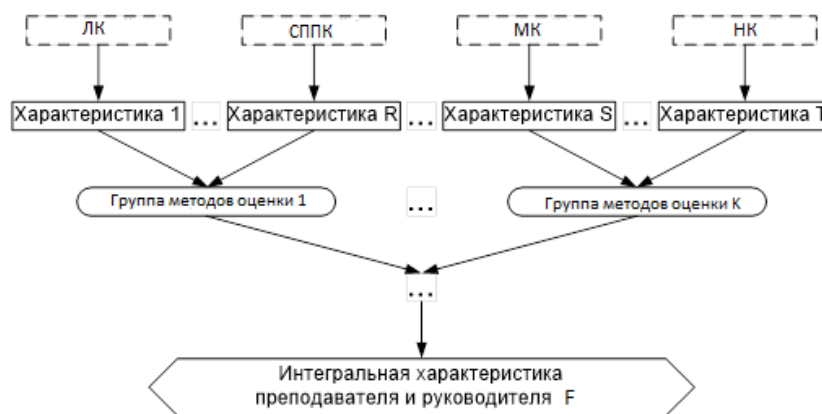 ЛК СППК МК НК
Характеристика 1 ... Характеристика R ... Характеристика S ... Характеристика T
Группа методов оценки 1 ... Группа методов оценки К
...
Интегральная характеристика
преподавателя и руководителя F